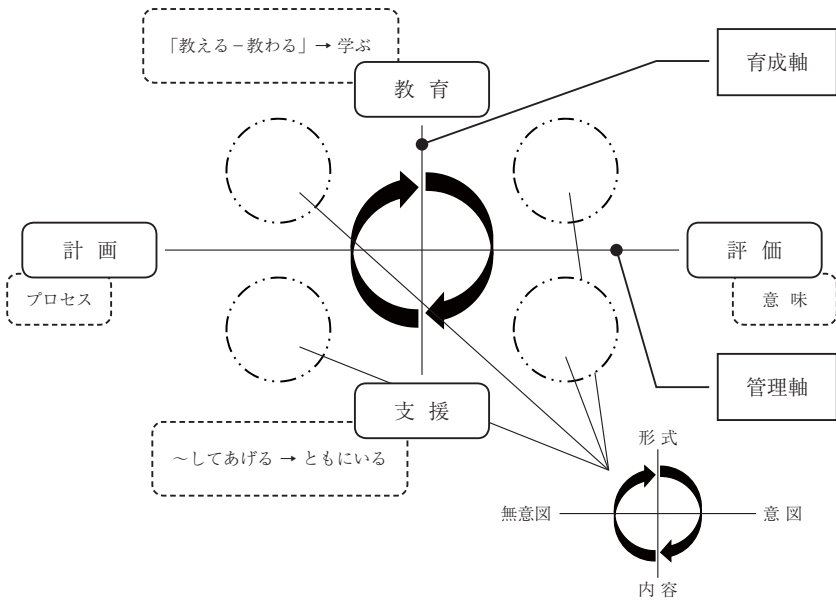 「教える－教わる」→ 学ぶ
教 育
育成軸
計 画
プロセス
評 価
意 味
支 援
～してあげる → ともにいる
管理軸
形 式
無意図
意 図
内 容